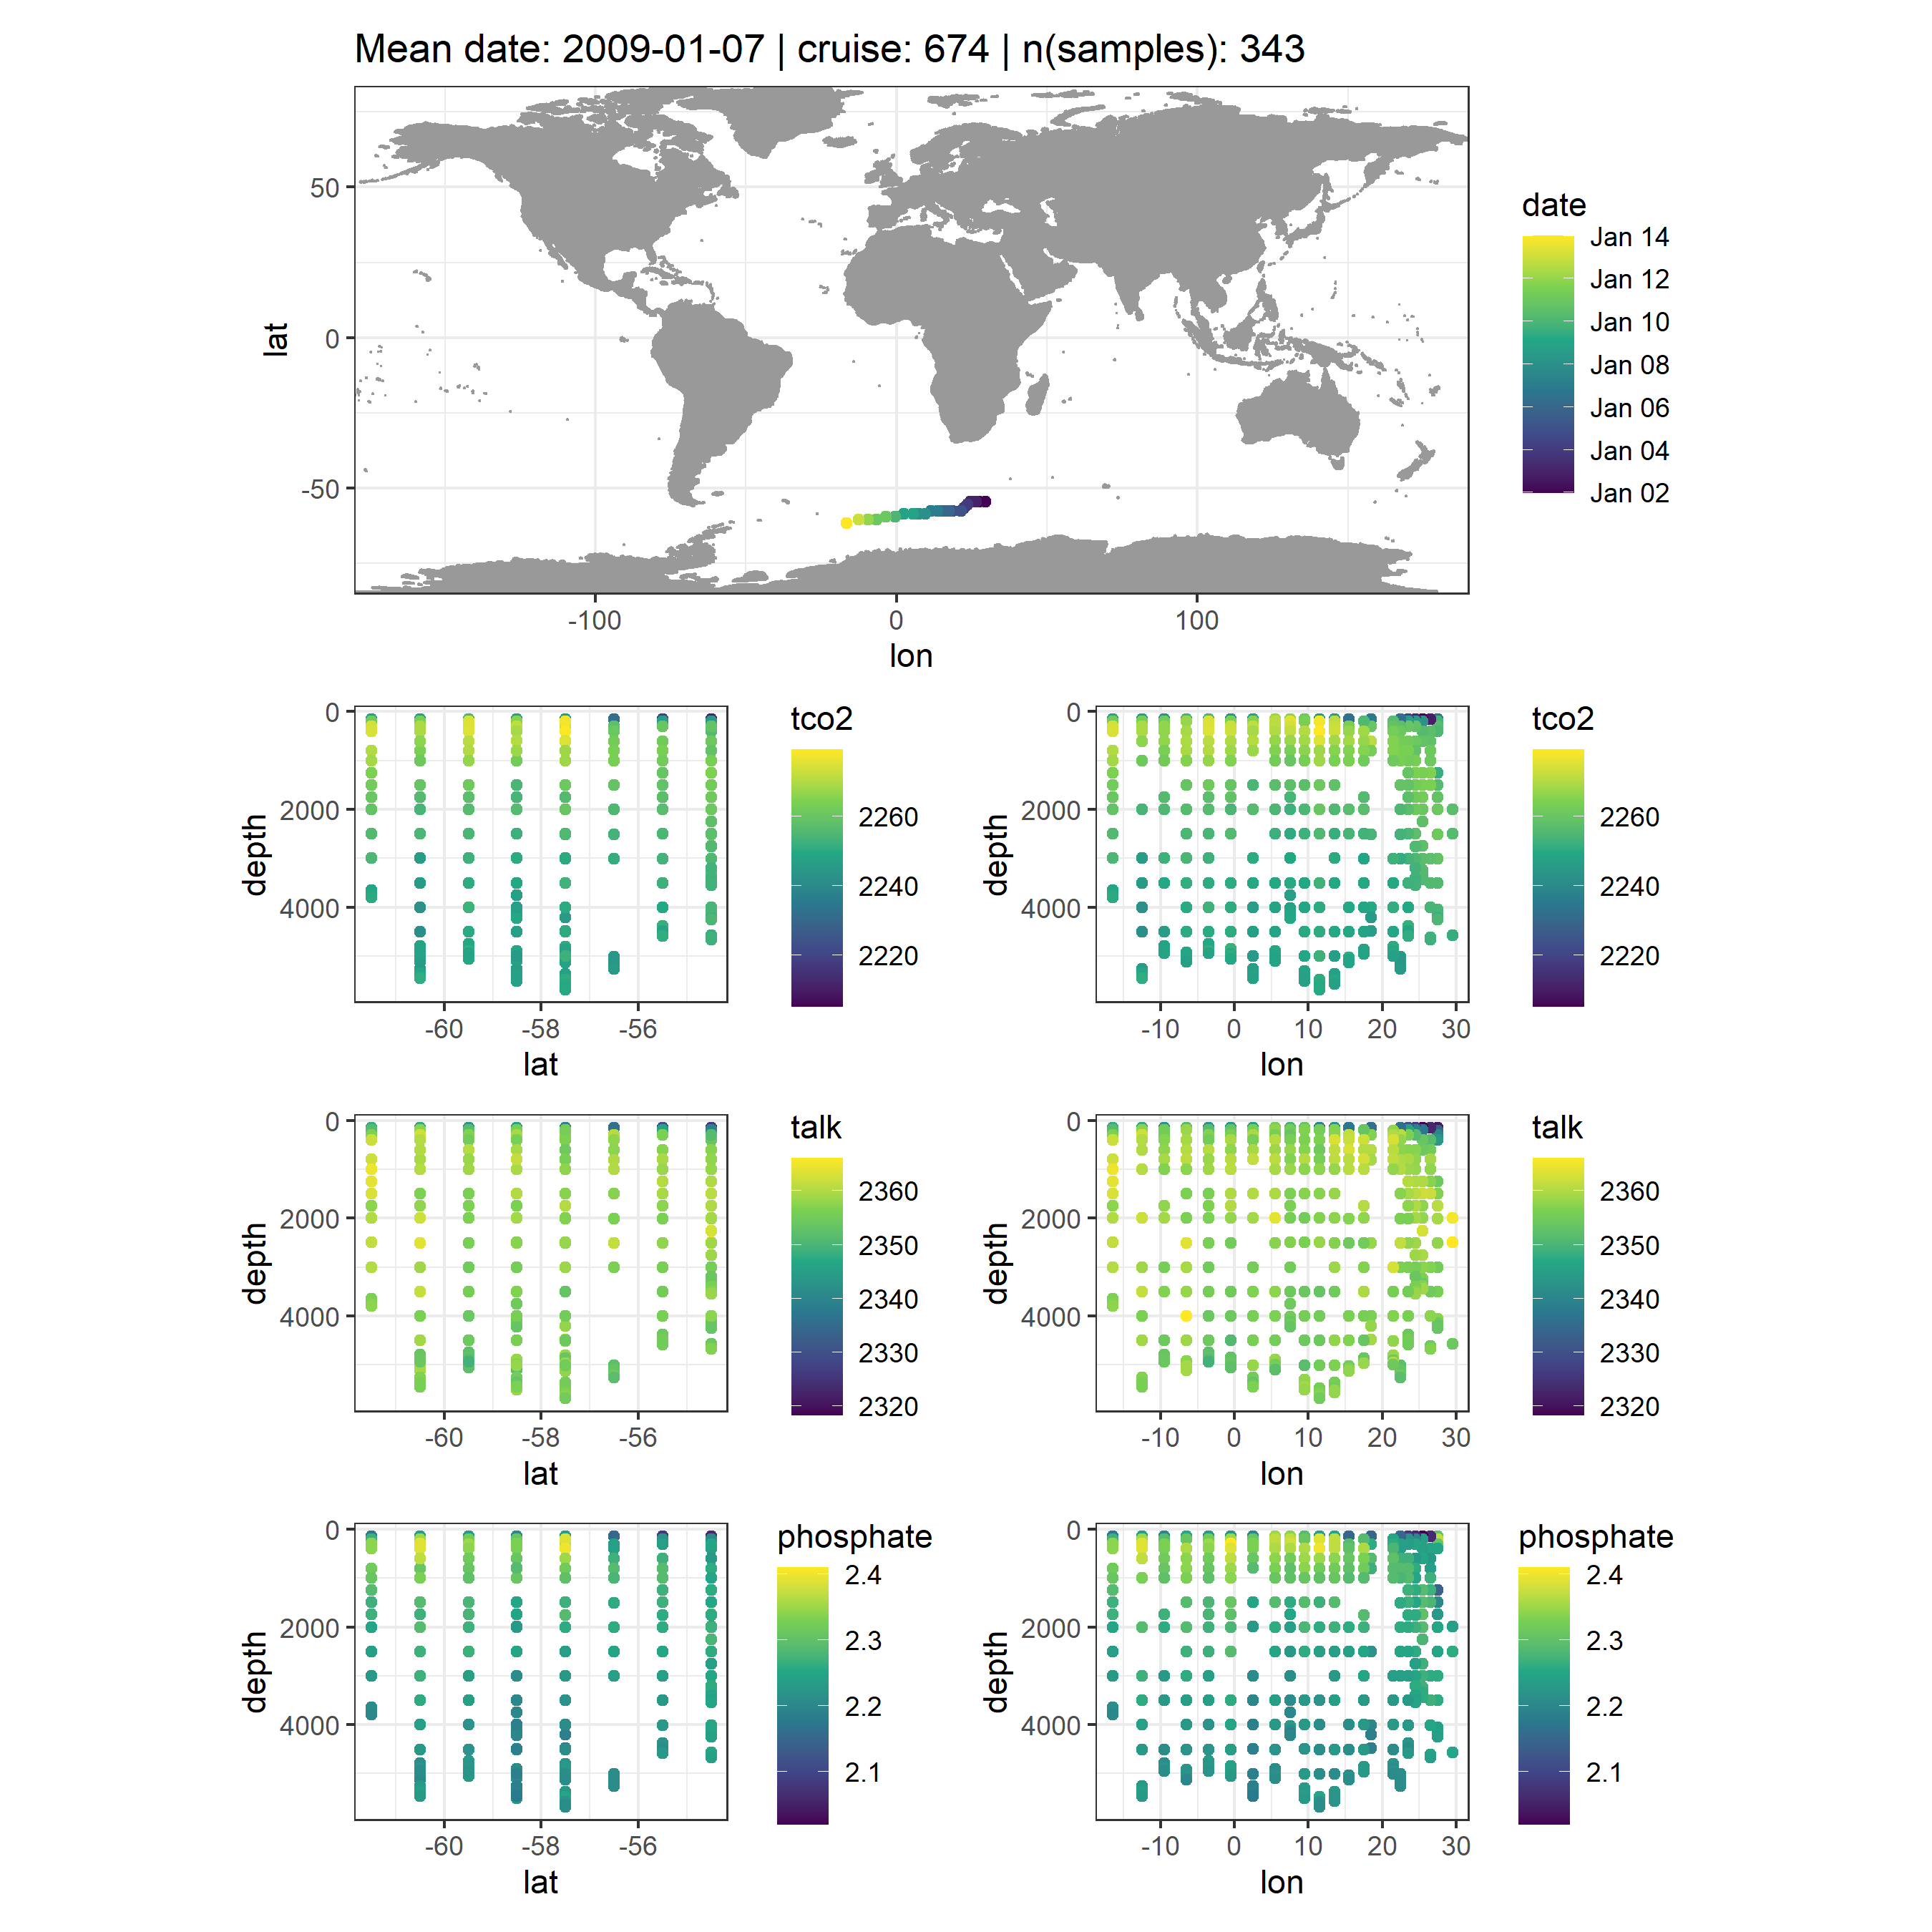 Mean date: 2009-01-07 | cruise: 674 | n(samples): 343
50
0
-50
lat
-100 0 100
lon
date
Jan 14
Jan 12
Jan 10
Jan 08
Jan 06
Jan 04
Jan 02
0
2000
4000
depth
-60 -58 -56
lat
tco2
2260
2240
2220
0
2000
4000
depth
-10 0 10 20 30
lon
tco2
2260
2240
2220
0
2000
4000
depth
-60 -58 -56
lat
talk
2360
2350
2340
2330
2320
0
2000
4000
depth
-10 0 10 20 30
lon
talk
2360
2350
2340
2330
2320
0
2000
4000
depth
-60 -58 -56
lat
phosphate
2.4
2.3
2.2
2.1
0
2000
4000
depth
-10 0 10 20 30
lon
phosphate
2.4
2.3
2.2
2.1